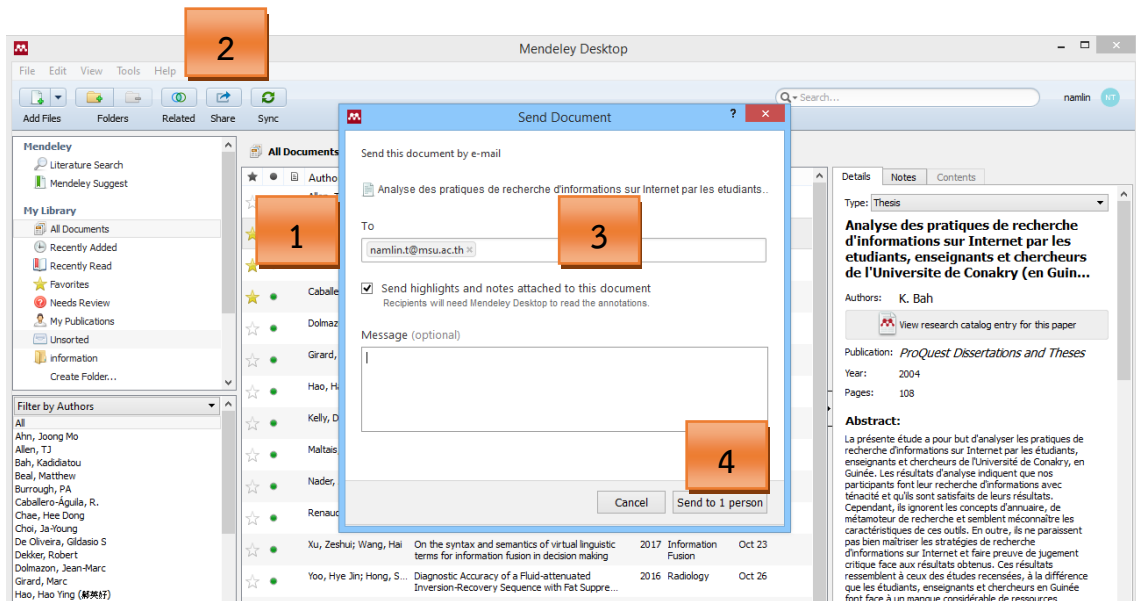 2
Mendeley Desktop
File Edit View Tools Help
Search...
namlin NT
Add Files Folders Related Share Sync
Mendeley
Literature Search
Mendeley Suggest
My Library
All Documents
Recently Added
Recently Read
Favorites
Needs Review
My Publications
Unsorted
information
Create Folder...
Filter by Authors
All
Ahn, Joong Mo
Allen, TJ
Bah, Kadidiatou
Beal, Matthew
Burrough, PA
Caballero-Águila, R.
Chae, Hee Dong
Choi, Ja-Young
De Oliveira, Gildasio S
Dekker, Robert
Dolmazon, Jean-Marc
Girard, Marc
Hao, Hao Ying (郝英好)
All Documents
Autho
1
Caballe
Dolmaz
Girard,
Hao, H
Kelly, D
Maltais
Nader,
Renaud
Xu, Zeshui; Wang, Hai On the syntax and semantics of virtual linguistic 2017 Information Oct 23
terms for information fusion in decision making Fusion
Yoo, Hye Jin; Hong, S... Diagnostic Accuracy of a Fluid-attenuated 2016 Radiology Oct 26
Inversion-Recovery Sequence with Fat Suppre...
Send Document ?
Send this document by e-mail
Analyse des pratiques de recherche d'informations sur Internet par les etudiants..
To
3
namlin.t@msu.ac.th
Send highlights and notes attached to this document
Recipients will need Mendeley Desktop to read the annotations.
Message (optional)
4
Cancel Send to 1 person
Details Notes Contents
Type: Thesis
Analyse des pratiques de recherche
d'informations sur Internet par les
etudiants, enseignants et chercheurs
de l'Universite de Conakry (en Guin...
Authors: K. Bah
View research catalog entry for this paper
Publication: ProQuest Dissertations and Theses
Year: 2004
Pages: 108
Abstract:
La présente étude a pour but d'analyser les pratiques de
recherche d'informations sur Internet par les étudiants,
enseignants et chercheurs de l'Université de Conakry, en
Guinée. Les résultats d'analyse indiquent que nos
participants font leur recherche d'informations avec
ténacité et qu'ils sont satisfaits de leurs résultats.
Cependant, ils ignorent les concepts d'annuaire, de
métamoteur de recherche et semblent méconnaître les
caractéristiques de ces outils. En outre, ils ne paraissent
pas bien maîtriser les stratégies de recherche
d'informations sur Internet et faire preuve de jugement
critique face aux résultats obtenus. Ces résultats
ressemblent à ceux des études recensées, à la différence
que les étudiants, enseignants et chercheurs en Guinée
font face à un manque considérable de ressources